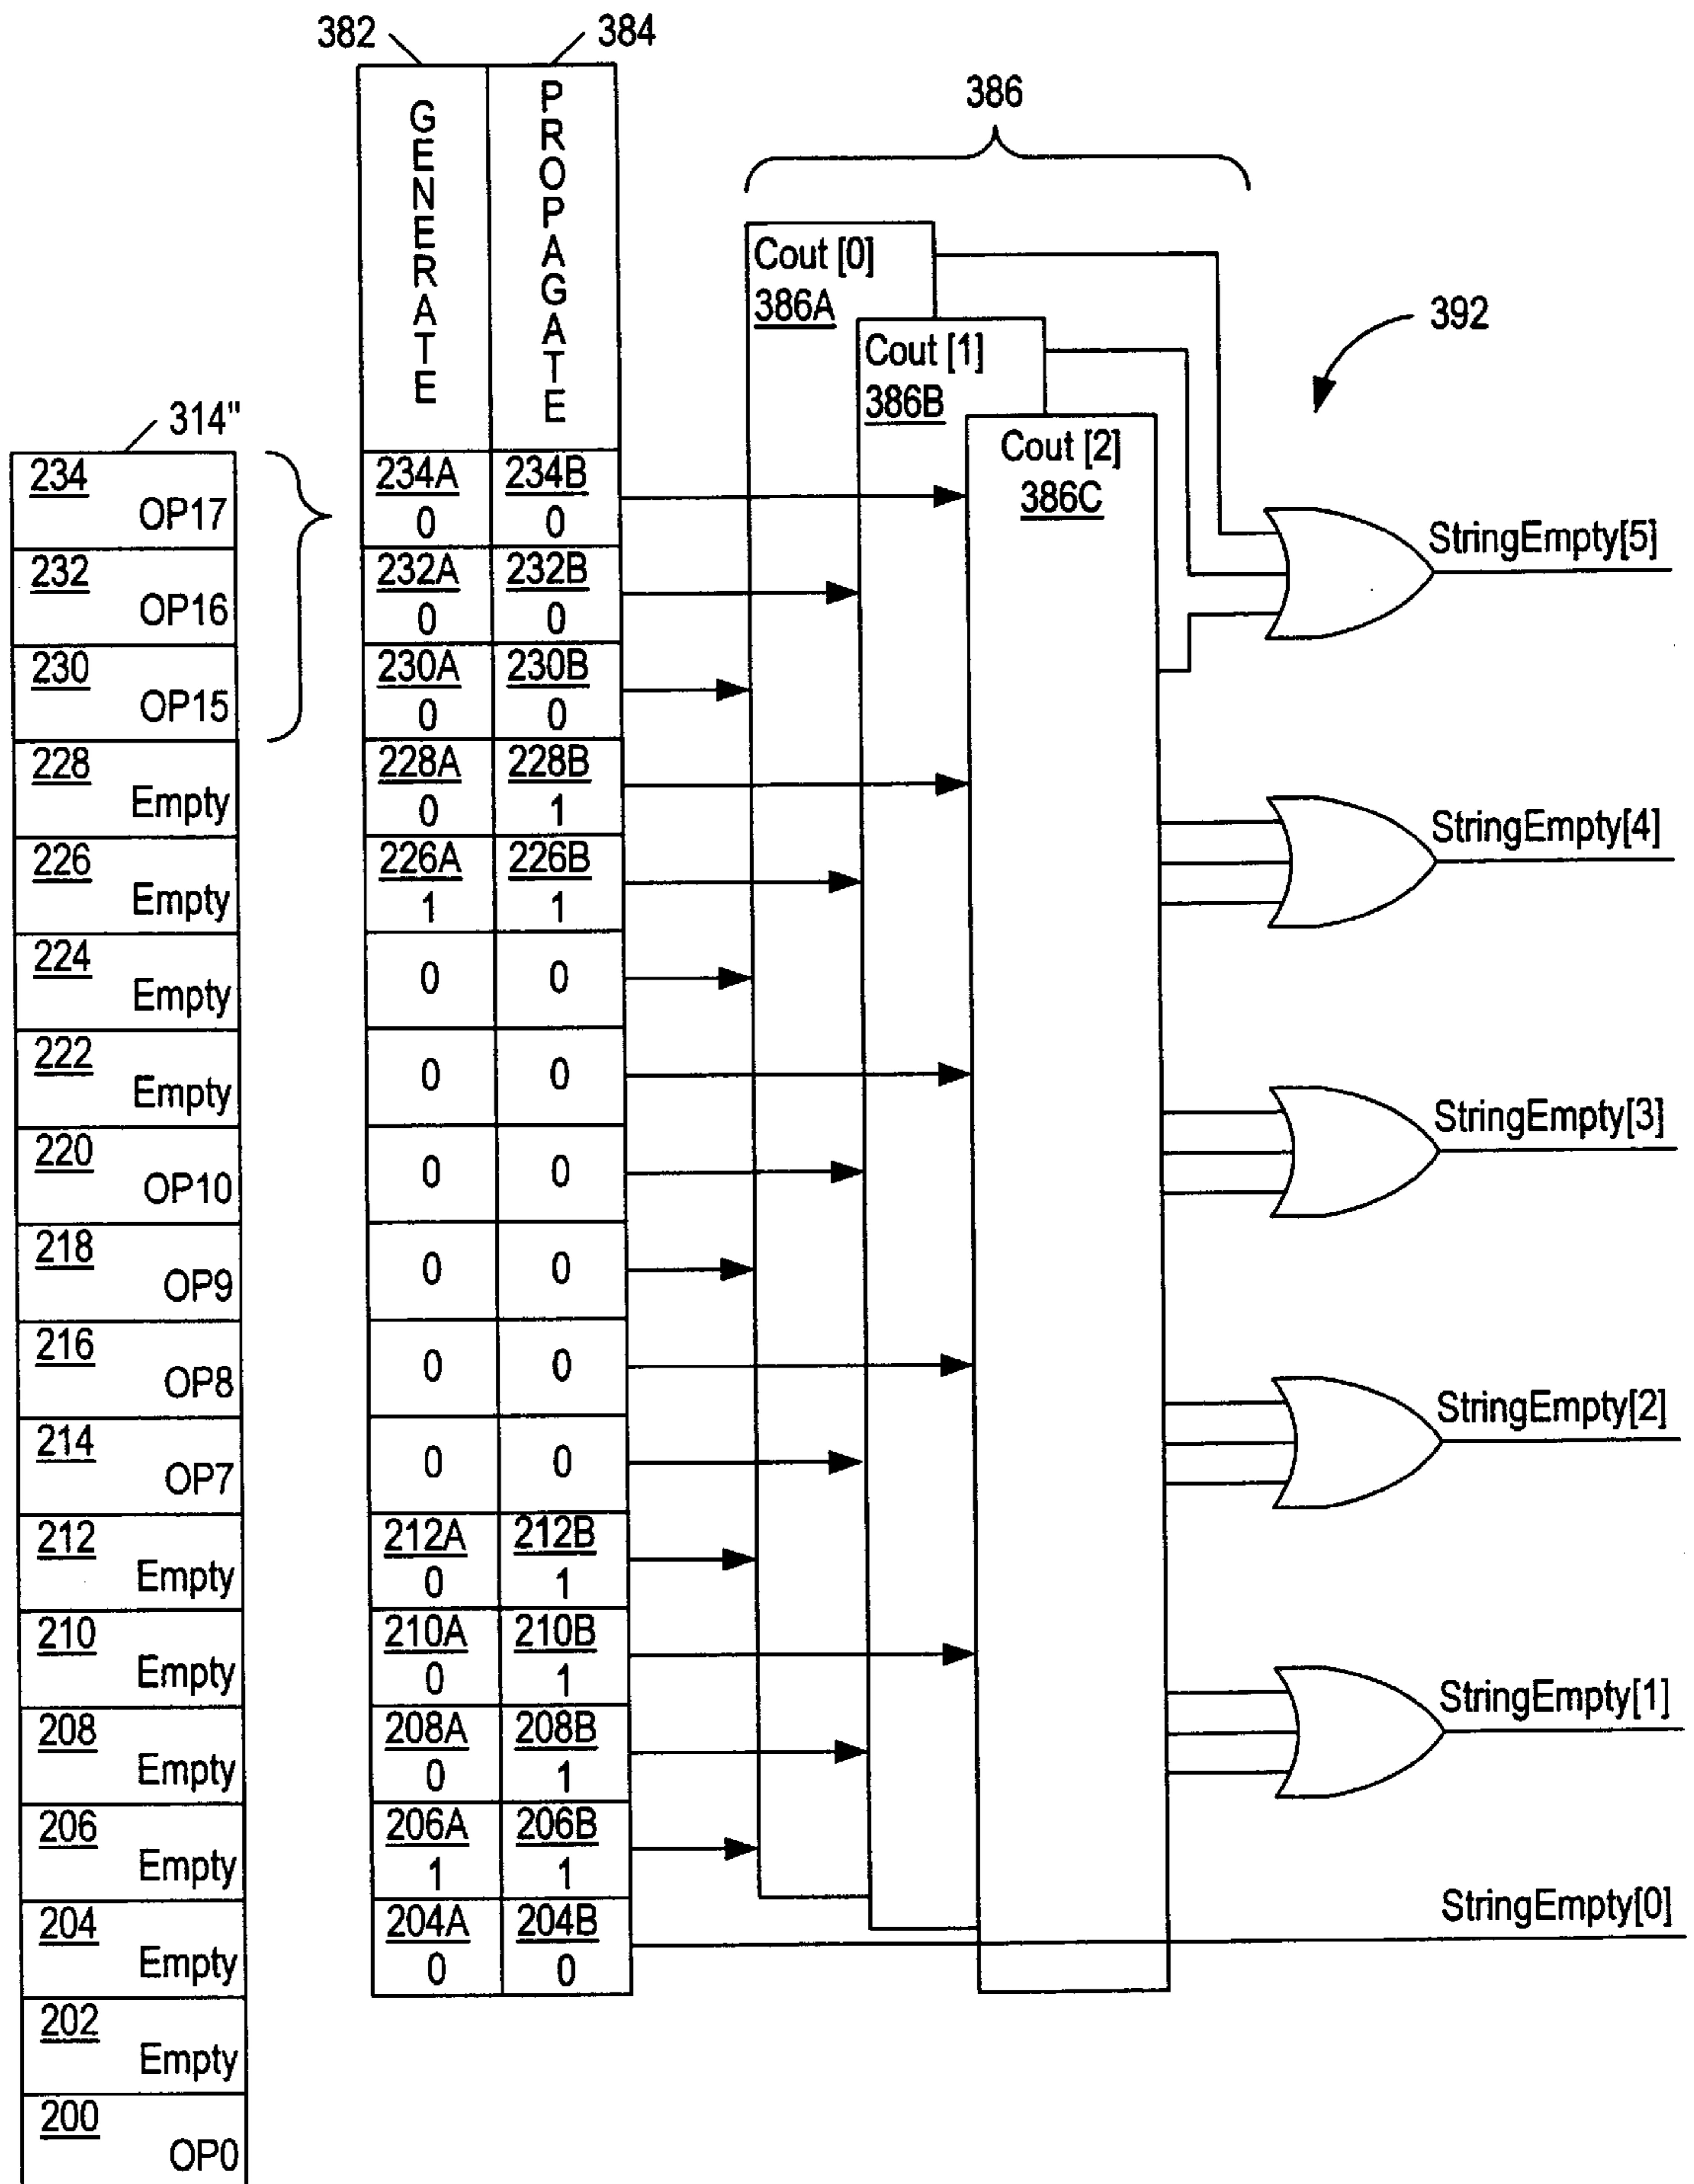 382
384
GENERATE
PROPAGATE
386
Cout [0]
386A
Cout [1]
386B
Cout [2]
386C
392
314"
234
OP17
234A
0
234B
0
232
OP16
232A
0
232B
0
StringEmpty[5]
230
OP15
230A
0
230B
0
228
Empty
228A
0
228B
1
StringEmpty[4]
226
Empty
226A
1
226B
1
224
Empty
0
0
222
Empty
0
0
StringEmpty[3]
220
OP10
0
0
218
OP9
0
0
216
OP8
0
0
StringEmpty[2]
214
OP7
0
0
212
Empty
212A
0
212B
1
210
Empty
210A
0
210B
1
StringEmpty[1]
208
Empty
208A
0
208B
1
206
Empty
206A
1
206B
1
StringEmpty[0]
204
Empty
204A
0
204B
0
202
Empty
200
OP0